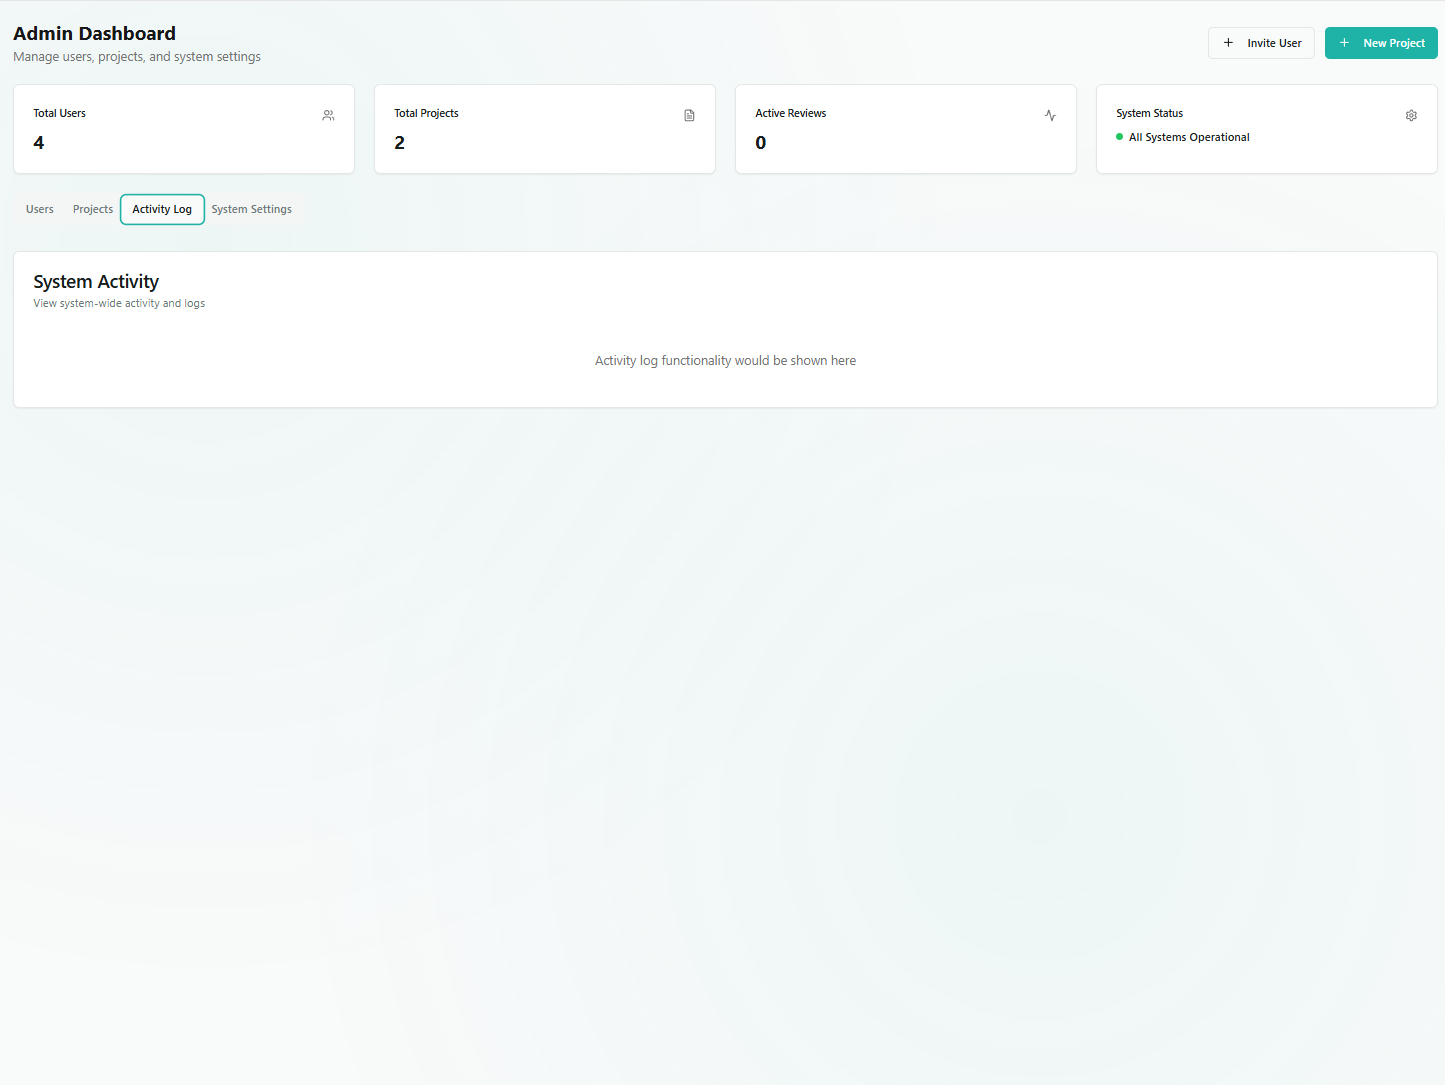 Admin Dashboard
Manage users, projects, and system settings
Invite User
New Project
Total Users
4
Total Projects
2
Active Reviews
0
System Status
All Systems Operational
Users Projects Activity Log System Settings
System Activity
View system-wide activity and logs
Activity log functionality would be shown here